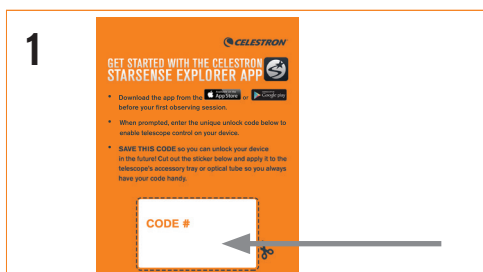 1
CELESTRON
GET STARTED WITH THE CELESTRON
STARSENSE EXPLORER APP
• Download the app from the App Store or Google play
before your first observing session.
• When prompted, enter the unique unlock code below to
enable telescope control on your device.
• SAVE THIS CODE so you can unlock your device
in the future! Cut out the sticker below and apply it to the
telescope's accessory tray or optical tube so you always
have your code handy.
CODE #